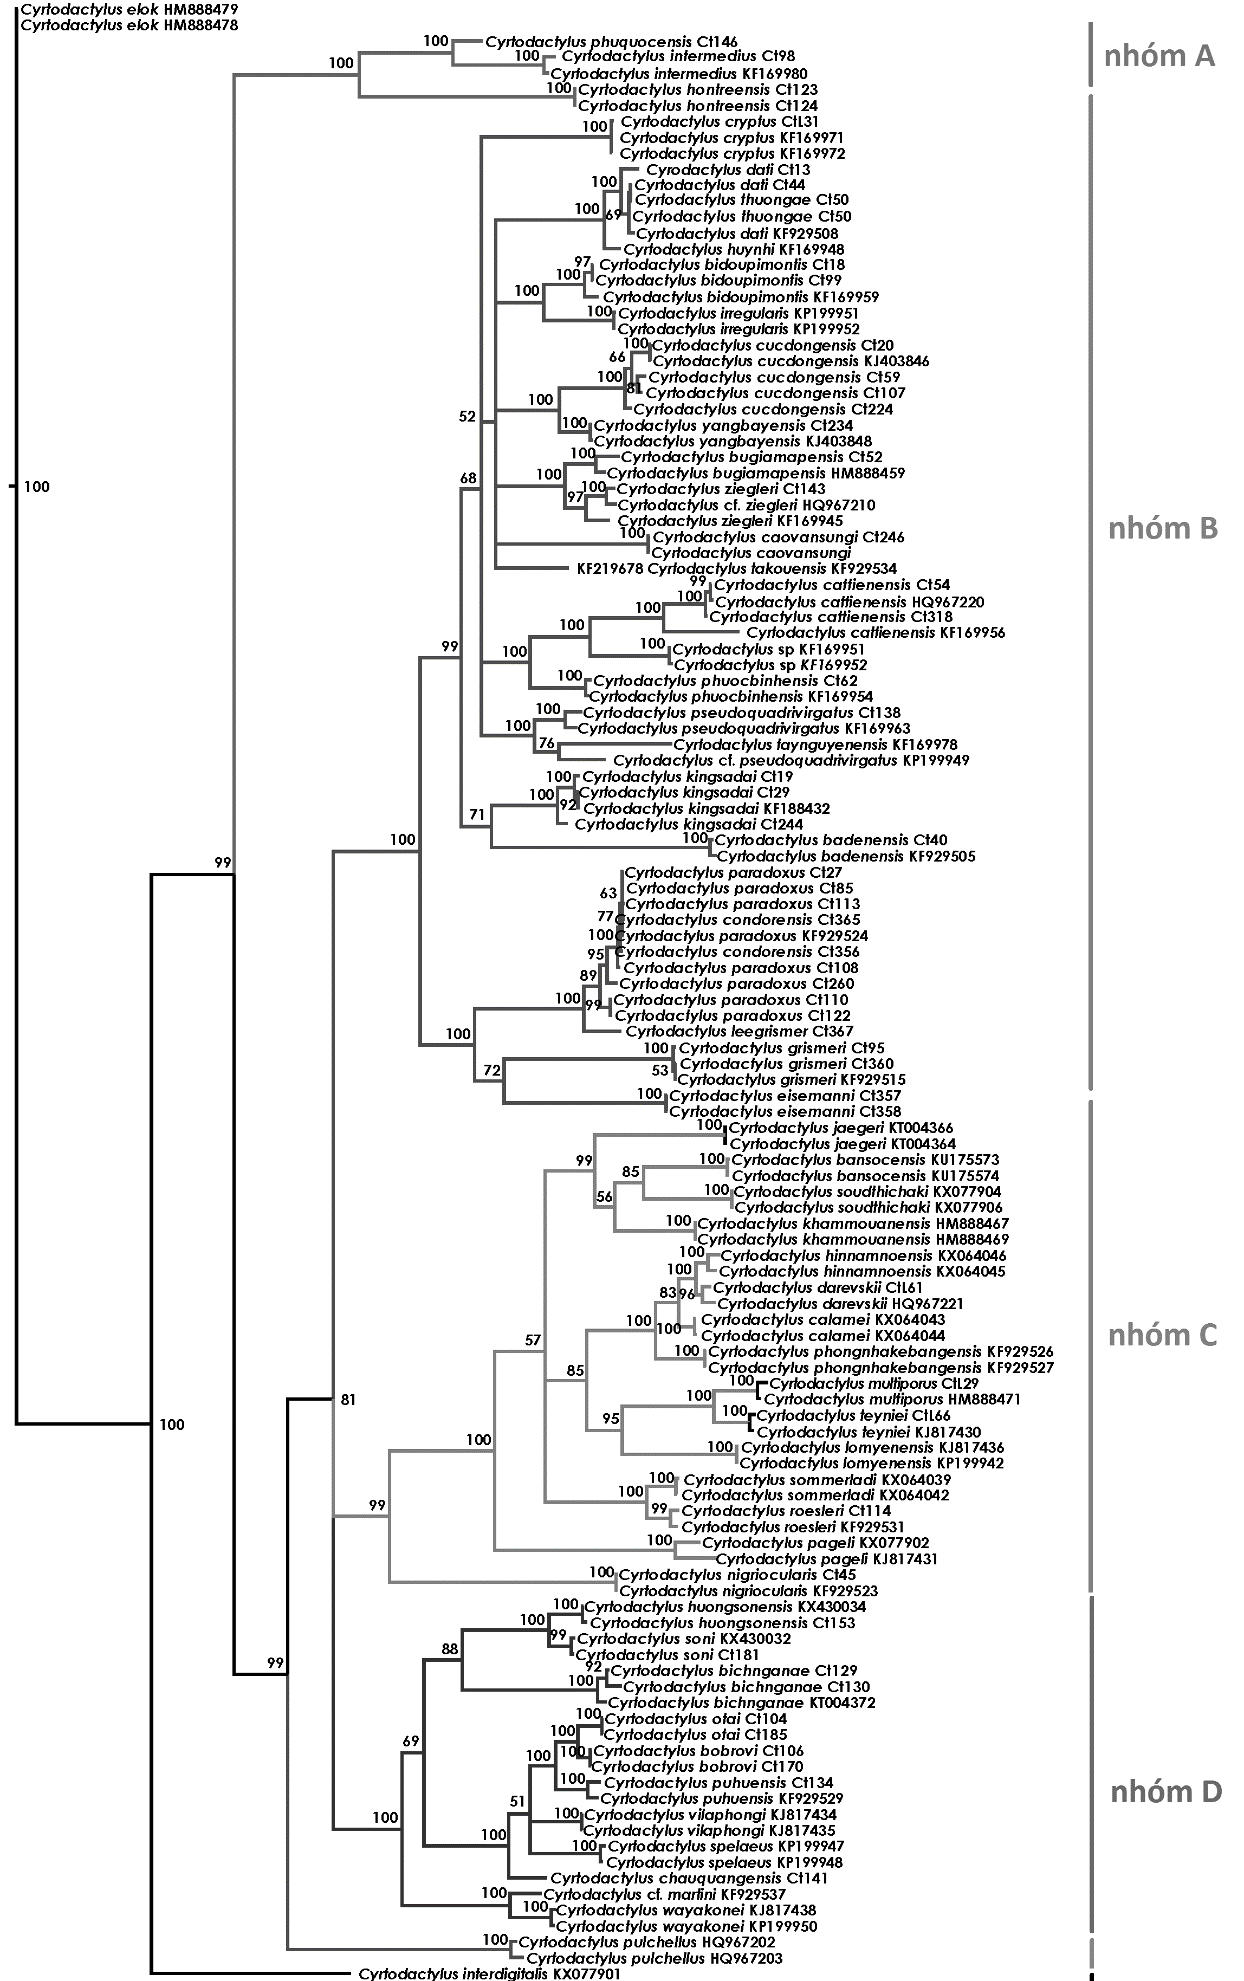 Cyrtodactylus elok HM888479
Cyrtodactylus elok HM888478
100
Cyrtodactylus phuquocensis Ct146
100
Cyrtodactylus intermedius Ct98
100
Cyrtodactylus intermedius KF169980
100
Cyrtodactylus hontreensis Ct123
100
Cyrtodactylus hontreensis Ct124
nhóm A
Cyrtodactylus cryptus CtL31
100
Cyrtodactylus cryptus KF169971
Cyrtodactylus cryptus KF169972
Cyrodactylus dati Ct13
100
Cyrtodactylus dati Ct44
Cyrtodactylus thuongae Ct50
100
69
Cyrtodactylus thuongae Ct50
Cyrtodactylus dati KF929508
Cyrtodactylus huynhi KF169948
97
Cyrtodactylus bidoupimontis Ct18
100
Cyrtodactylus bidoupimontis Ct99
100
Cyrtodactylus bidoupimontis KF169959
100
Cyrtodactylus irregularis KP199951
Cyrtodactylus irregularis KP199952
100
Cyrtodactylus cucdongensis Ct20
66
Cyrtodactylus cucdongensis KJ403846
100
Cyrtodactylus cucdongensis Ct59
81
Cyrtodactylus cucdongensis Ct107
100
Cyrtodactylus cucdongensis Ct224
52
100
Cyrtodactylus yangbayensis Ct234
Cyrtodactylus yangbayensis KJ403848
100
Cyrtodactylus bugiamapensis Ct52
68
100
Cyrtodactylus bugiamapensis HM888459
100
100
Cyrtodactylus ziegleri Ct143
97
Cyrtodactylus cf. ziegleri HQ967210
Cyrtodactylus ziegleri KF169945
nhóm B
100
Cyrtodactylus caovansungi Ct246
Cyrtodactylus caovansungi
KF219678 Cyrtodactylus takouensis KF929534
99
Cyrtodactylus cattienensis Ct54
100
Cyrtodactylus cattienensis HQ967220
100
Cyrtodactylus cattienensis Ct318
100
Cyrtodactylus cattienensis KF169956
99
100
100
Cyrtodactylus sp KF169951
Cyrtodactylus sp KF169952
100
Cyrtodactylus phuocbinhensis Ct62
Cyrtodactylus phuocbinhensis KF169954
100
Cyrtodactylus pseudoquadrivirgatus Ct138
100
Cyrtodactylus pseudoquadrivirgatus KF169963
76
Cyrtodactylus taynguyenensis KF169978
Cyrtodactylus cf. pseudoquadrivirgatus KP199949
100
Cyrtodactylus kingsadai Ct19
100
Cyrtodactylus kingsadai Ct29
92
Cyrtodactylus kingsadai KF188432
71
Cyrtodactylus kingsadai Ct244
100
100
Cyrtodactylus badenensis Ct40
Cyrtodactylus badenensis KF929505
99
Cyrtodactylus paradoxus Ct27
63
Cyrtodactylus paradoxus Ct85
Cyrtodactylus paradoxus Ct113
77
Cyrtodactylus condorensis Ct365
100
Cyrtodactylus paradoxus KF929524
95
Cyrtodactylus condorensis Ct356
Cyrtodactylus paradoxus Ct108
89
Cyrtodactylus paradoxus Ct260
100
99
Cyrtodactylus paradoxus Ct110
Cyrtodactylus paradoxus Ct122
100
Cyrtodactylus leegrismer Ct367
100
Cyrtodactylus grismeri Ct95
72
53
Cyrtodactylus grismeri Ct360
Cyrtodactylus grismeri KF929515
100
Cyrtodactylus eisemanni Ct357
Cyrtodactylus eisemanni Ct358
100
Cyrtodactylus jaegeri KT004366
Cyrtodactylus jaegeri KT004364
99
100
Cyrtodactylus bansocensis KU175573
85
Cyrtodactylus bansocensis KU175574
56
100
Cyrtodactylus soudthichaki KX077904
Cyrtodactylus soudthichaki KX077906
100
Cyrtodactylus khammouanensis HM888467
Cyrtodactylus khammouanensis HM888469
100
Cyrtodactylus hinnamnoensis KX064046
100
Cyrtodactylus hinnamnoensis KX064045
83
96
Cyrtodactylus darevskii CtL61
Cyrtodactylus darevskii HQ967221
100
100
Cyrtodactylus calamei KX064043
Cyrtodactylus calamei KX064044
57
100
Cyrtodactylus phongnhakebangensis KF929526
Cyrtodactylus phongnhakebangensis KF929527
nhóm C
85
100
Cyrtodactylus multiporus CtL29
100
Cyrtodactylus multiporus HM888471
81
95
100
Cyrtodactylus teyniei CtL66
100
Cyrtodactylus teyniei KJ817430
100
100
Cyrtodactylus lomyenensis KJ817436
Cyrtodactylus lomyenensis KP199942
100
Cyrtodactylus sommerladi KX064039
100
Cyrtodactylus sommerladi KX064042
99
99
Cyrtodactylus roesleri Ct114
Cyrtodactylus roesleri KF929531
100
Cyrtodactylus pageli KX077902
Cyrtodactylus pageli KJ817431
100
Cyrtodactylus nigriocularis Ct45
Cyrtodactylus nigriocularis KF929523
100
Cyrtodactylus huongsonensis KX430034
100
Cyrtodactylus huongsonensis Ct153
99
Cyrtodactylus soni KX430032
88
Cyrtodactylus soni Ct181
99
92
Cyrtodactylus bichnganae Ct129
100
Cyrtodactylus bichnganae Ct130
Cyrtodactylus bichnganae KT004372
100
Cyrtodactylus otai Ct104
100
Cyrtodactylus otai Ct185
69
100
100
Cyrtodactylus bobrovi Ct106
Cyrtodactylus bobrovi Ct170
100
Cyrtodactylus puhuensis Ct134
51
Cyrtodactylus puhuensis KF929529
nhóm D
100
100
Cyrtodactylus vilaphongi KJ817434
Cyrtodactylus vilaphongi KJ817435
100
100
Cyrtodactylus spelaeus KP199947
Cyrtodactylus spelaeus KP199948
Cyrtodactylus chauquangensis Ct141
100
Cyrtodactylus cf. martini KF929537
100
Cyrtodactylus wayakonei KJ817438
Cyrtodactylus wayakonei KP199950
100
Cyrtodactylus pulchellus HQ967202
Cyrtodactylus pulchellus HQ967203
Cyrtodactylus interdigitalis KX077901